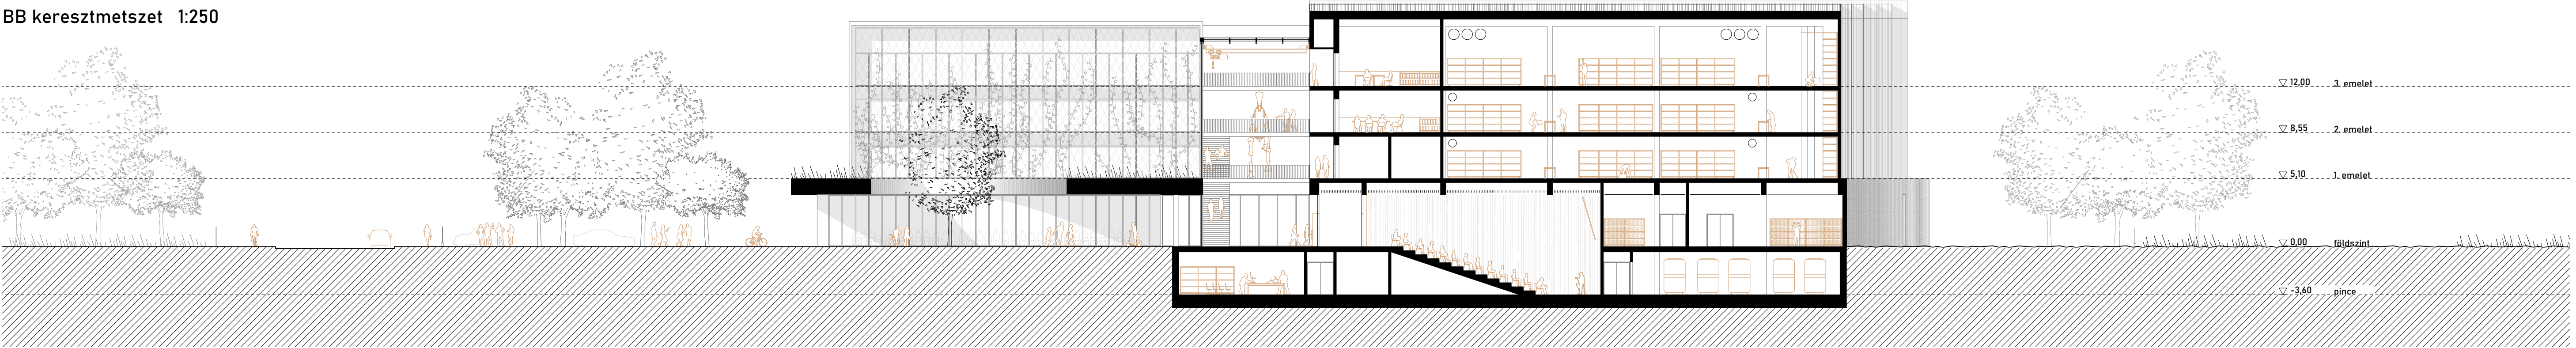 BB keresztmetszet 1:250
12,00 3. emelet
8,55 2. emelet
5,10 1. emelet
0,00 földszint
-3,60 pince